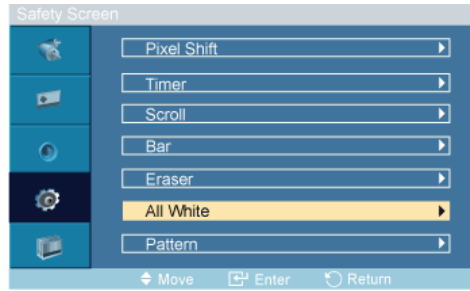 Safety Screen
Pixel Shift
Timer
Scroll
Bar
Eraser
All White
Pattern
Move Enter Return